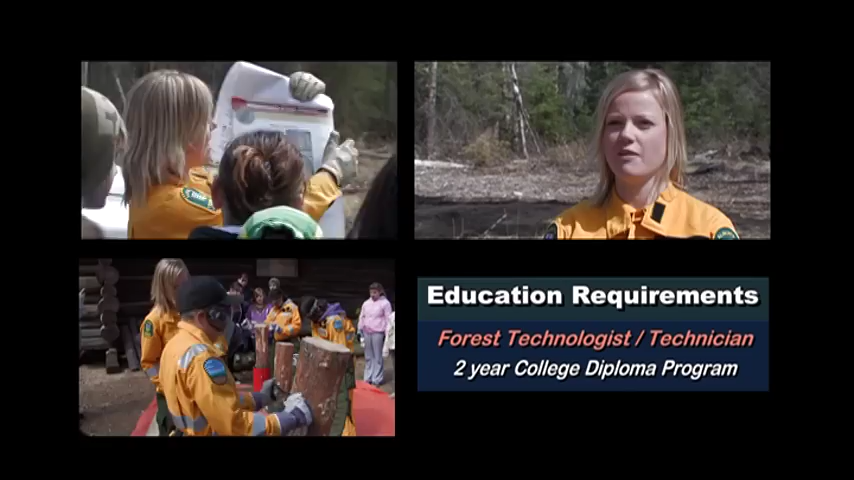 Education Requirements
Forest Technologist / Technician
2 year College Diploma Program